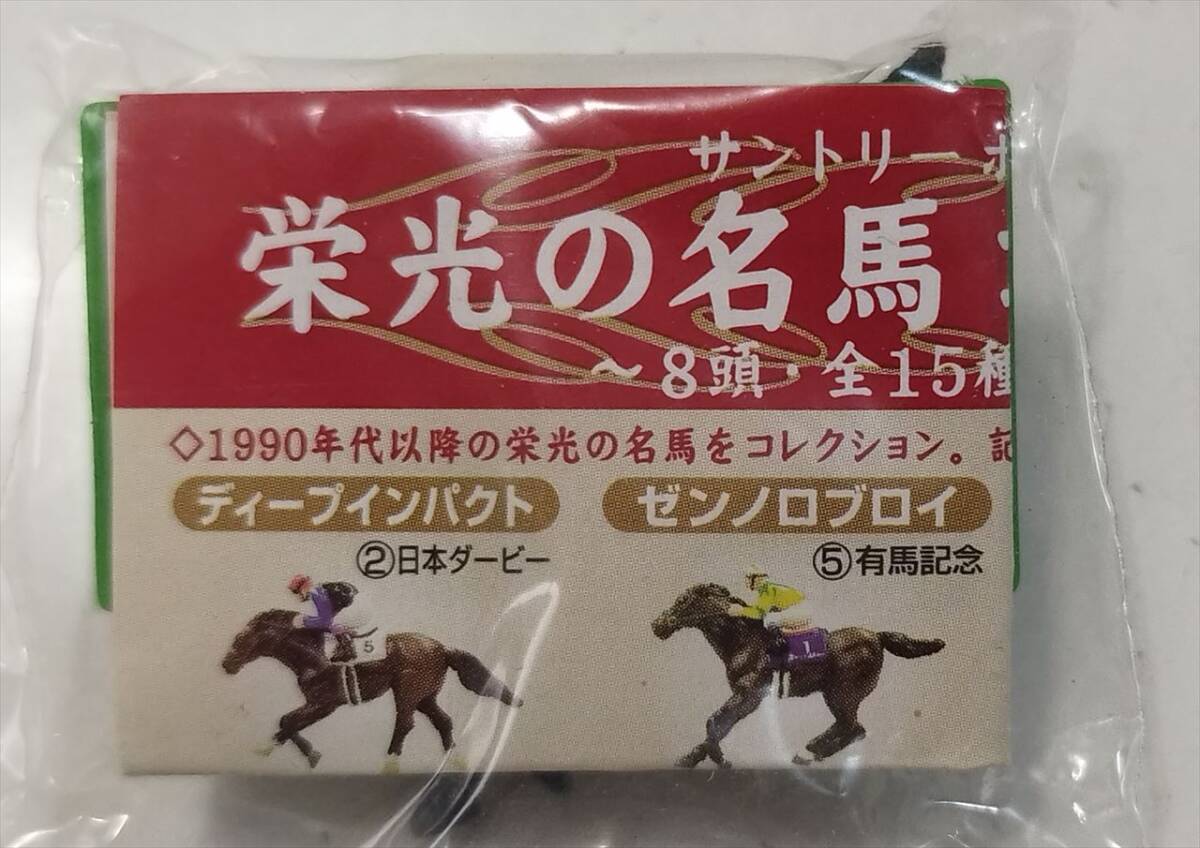 サントリー
栄光の名馬
～8頭・全15種
◇1990年代以降の栄光の名馬をコレクション。記
ディープインパクト
ゼンノロブロイ
②日本ダービー
⑤有馬記念
5
1